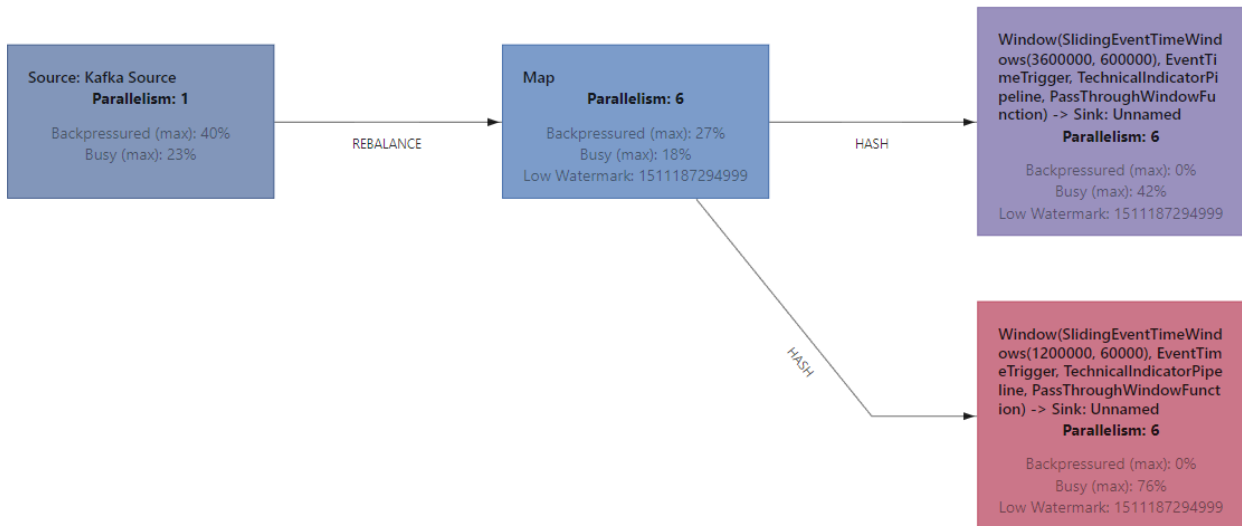 Source: Kafka Source
Parallelism: 1
Backpressured (max): 40%
Busy (max): 23%
REBALANCE
Map
Parallelism: 6
Backpressured (max): 27%
Busy (max): 18%
Low Watermark: 1511187294999
HASH
Window(SlidingEventTimeWind
ows(3600000, 600000), EventTi
meTrigger, TechnicalIndicatorPi
peline, PassThroughWindowFu
nction) -> Sink: Unnamed
Parallelism: 6
Backpressured (max): 0%
Busy (max): 42%
Low Watermark: 1511187294999
HASH
Window(SlidingEventTimeWind
ows(1200000, 60000), EventTim
eTrigger, TechnicalIndicatorPipe
line, PassThroughWindowFunct
ion) -> Sink: Unnamed
Parallelism: 6
Backpressured (max): 0%
Busy (max): 76%
Low Watermark: 1511187294999